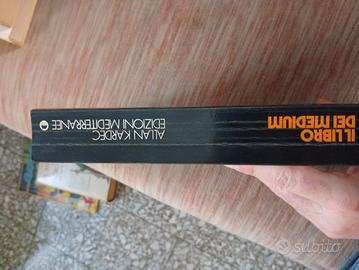 IL LIBRO
DEI MEDIUM
ALLAN KARDEC
EDIZIONI MEDITERRANEE
subito